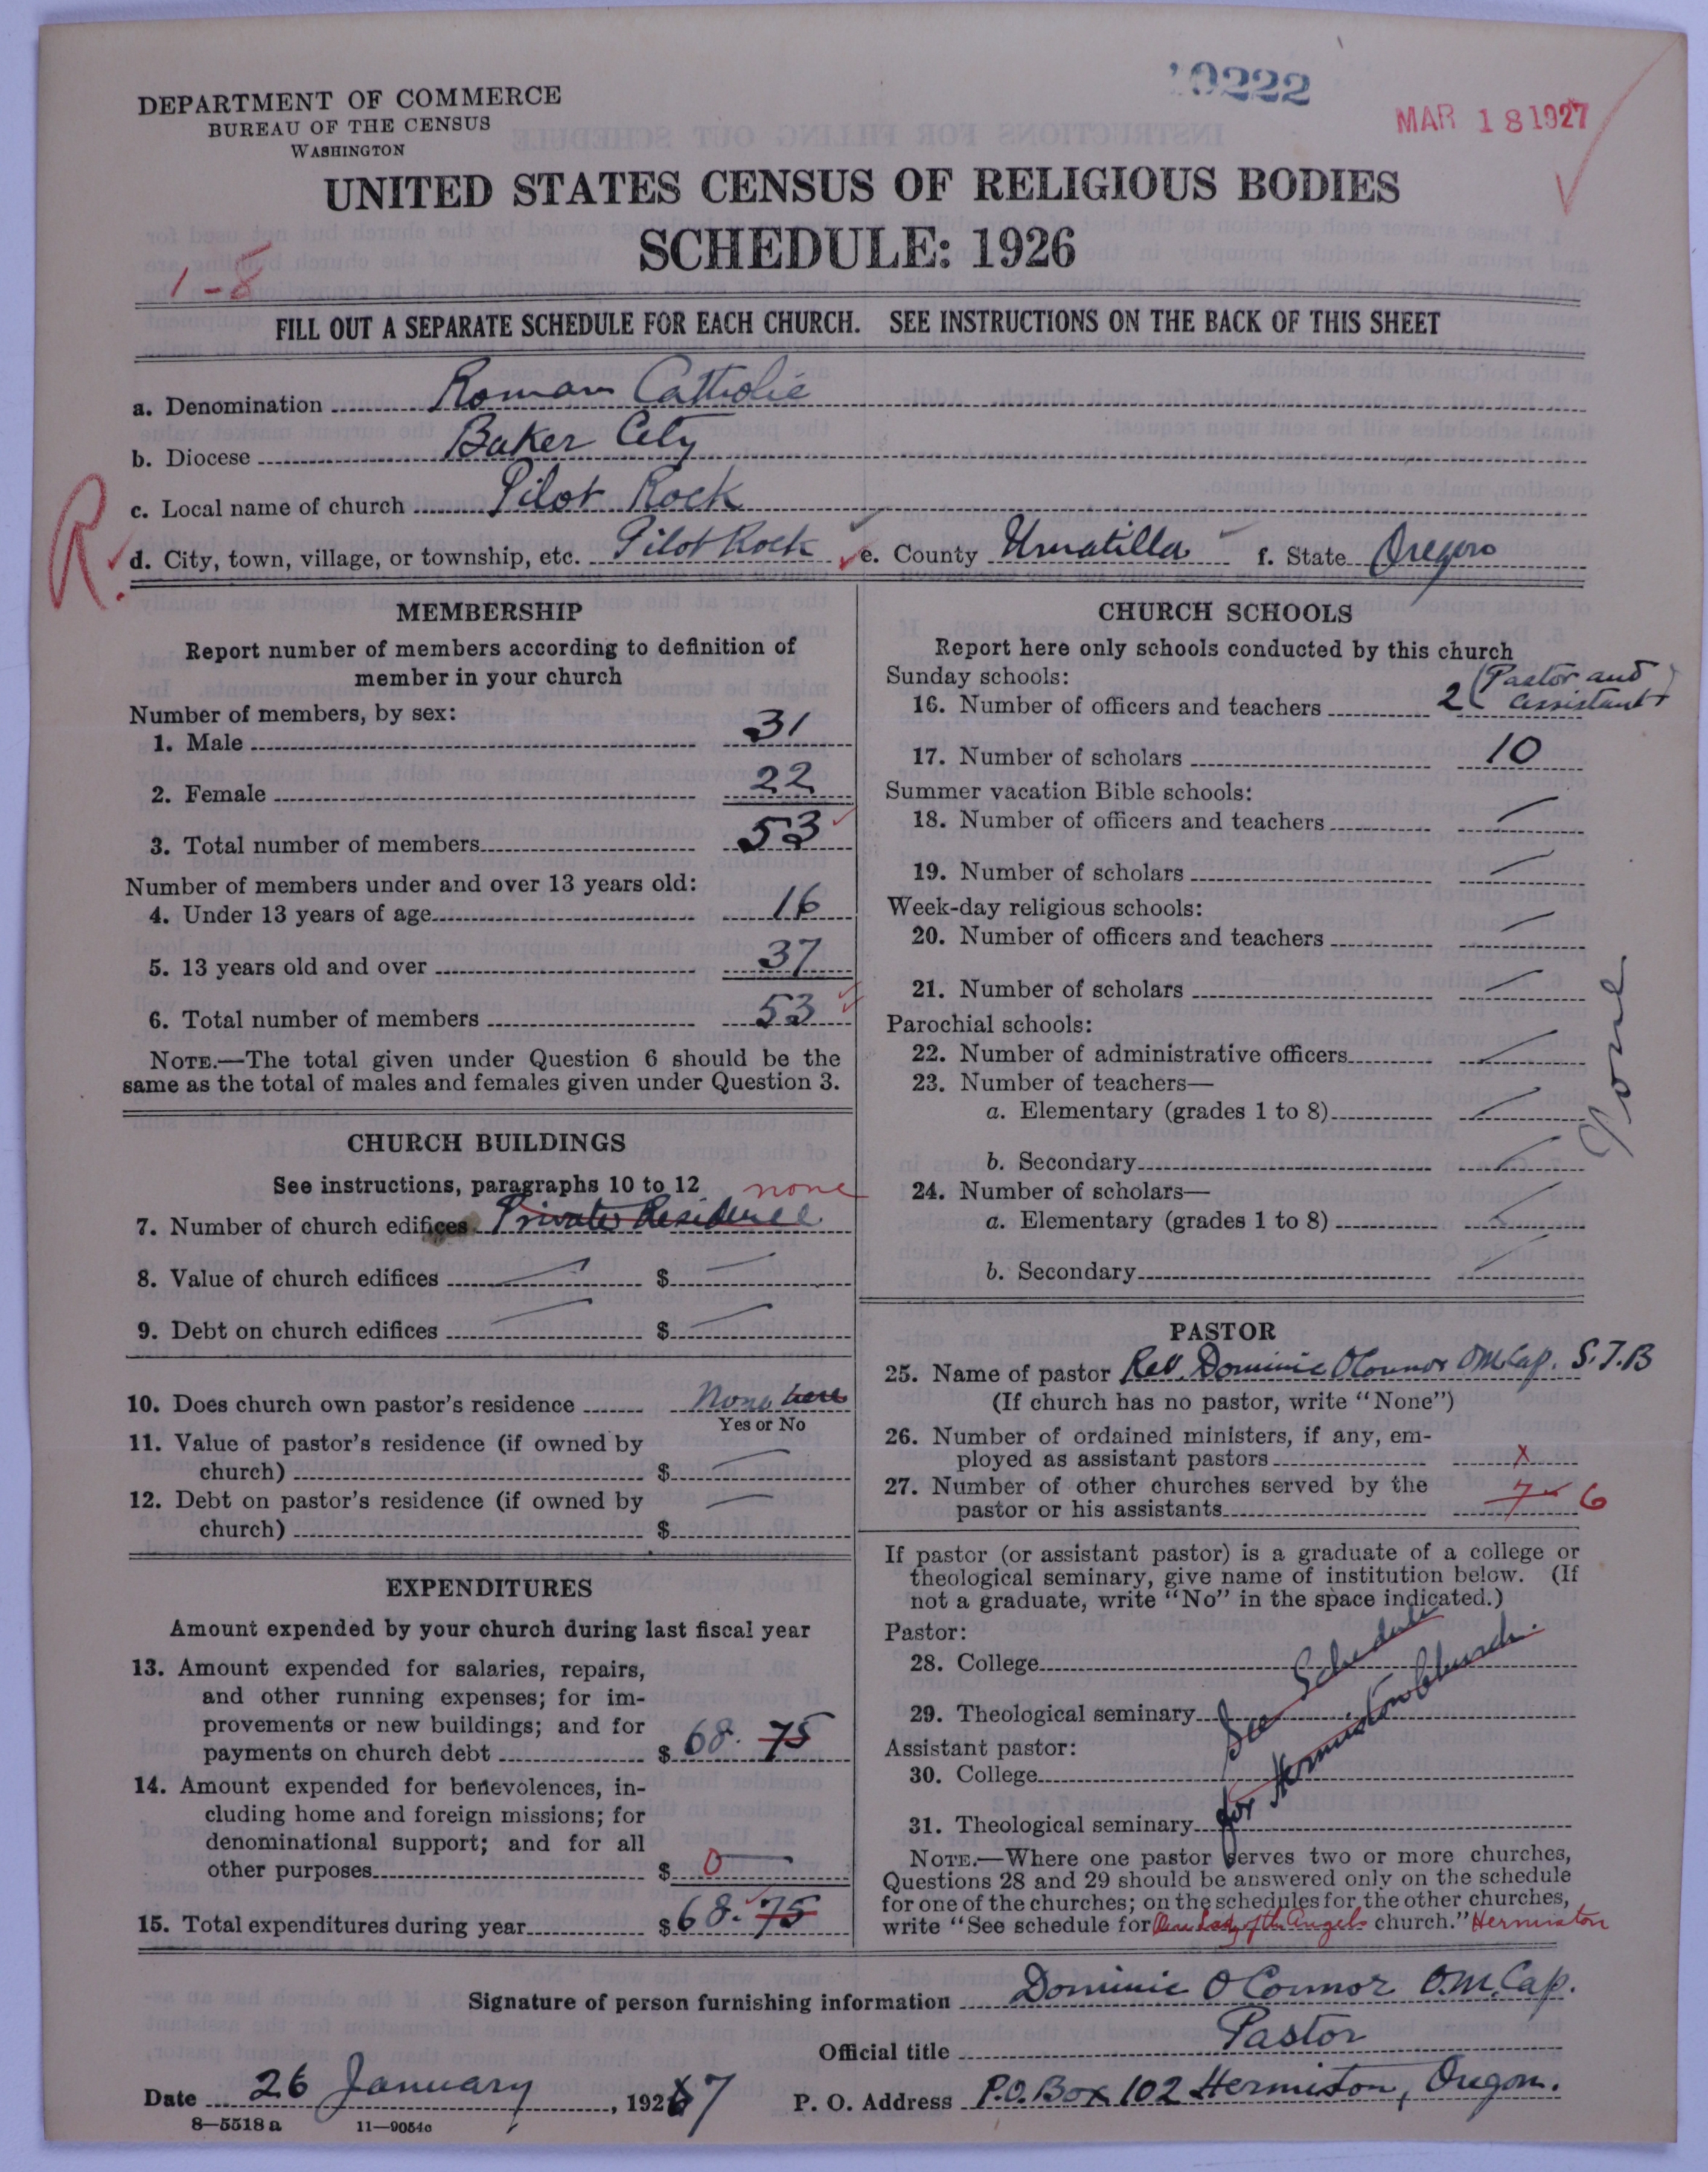 0222
MAR 18 1927
DEPARTMENT OF COMMERCE
BUREAU OF THE CENSUS
WASHINGTON
UNITED STATES CENSUS OF RELIGIOUS BODIES
SCHEDULE: 1926
1-8
FILL OUT A SEPARATE SCHEDULE FOR EACH CHURCH. SEE INSTRUCTIONS ON THE BACK OF THIS SHEET
a. Denomination Roman Catholic
b. Diocese Baker City
c. Local name of church Pilot Rock
R.
d. City, town, village, or township, etc. Pilot Rock e. County Umatilla f. State Oregon
MEMBERSHIP
Report number of members according to definition of
member in your church
Number of members, by sex:
1. Male 31
2. Female 22
3. Total number of members 53
Number of members under and over 13 years old:
4. Under 13 years of age 16
5. 13 years old and over 37
6. Total number of members 53
NOTE.—The total given under Question 6 should be the
same as the total of males and females given under Question 3.
CHURCH BUILDINGS
See instructions, paragraphs 10 to 12 none
7. Number of church edifices Private Residence
8. Value of church edifices $
9. Debt on church edifices $
10. Does church own pastor's residence None here
Yes or No
11. Value of pastor's residence (if owned by
church) $
12. Debt on pastor's residence (if owned by
church) $
EXPENDITURES
Amount expended by your church during last fiscal year
13. Amount expended for salaries, repairs,
and other running expenses; for im-
provements or new buildings; and for
payments on church debt $ 68. 75
14. Amount expended for benevolences, in-
cluding home and foreign missions; for
denominational support; and for all
other purposes $ 0
15. Total expenditures during year $ 68. 75
CHURCH SCHOOLS
Report here only schools conducted by this church
Sunday schools:
16. Number of officers and teachers 2 (Pastor and
assistant)
17. Number of scholars 10
Summer vacation Bible schools:
18. Number of officers and teachers
19. Number of scholars
Week-day religious schools:
20. Number of officers and teachers
21. Number of scholars
Parochial schools:
22. Number of administrative officers
23. Number of teachers—
a. Elementary (grades 1 to 8)
b. Secondary
24. Number of scholars—
a. Elementary (grades 1 to 8)
b. Secondary
None
PASTOR
25. Name of pastor Rev. Dominic O'Connor O.M.Cap. S.T.B
(If church has no pastor, write "None")
26. Number of ordained ministers, if any, em-
ployed as assistant pastors x
27. Number of other churches served by the
pastor or his assistants 7 6
If pastor (or assistant pastor) is a graduate of a college or
theological seminary, give name of institution below. (If
not a graduate, write "No" in the space indicated.)
Pastor:
28. College
29. Theological seminary
Assistant pastor:
30. College
31. Theological seminary
See Schedule
for Hermiston Church.
NOTE.—Where one pastor serves two or more churches,
Questions 28 and 29 should be answered only on the schedule
for one of the churches; on the schedules for the other churches,
write "See schedule for Our Lady of the Angels church." Hermiston
Signature of person furnishing information Dominic O'Connor O.M.Cap.
Official title Pastor
Date 26 January, 1927 P. O. Address P.O. Box 102 Hermiston, Oregon.
8—5518 a 11—9054c